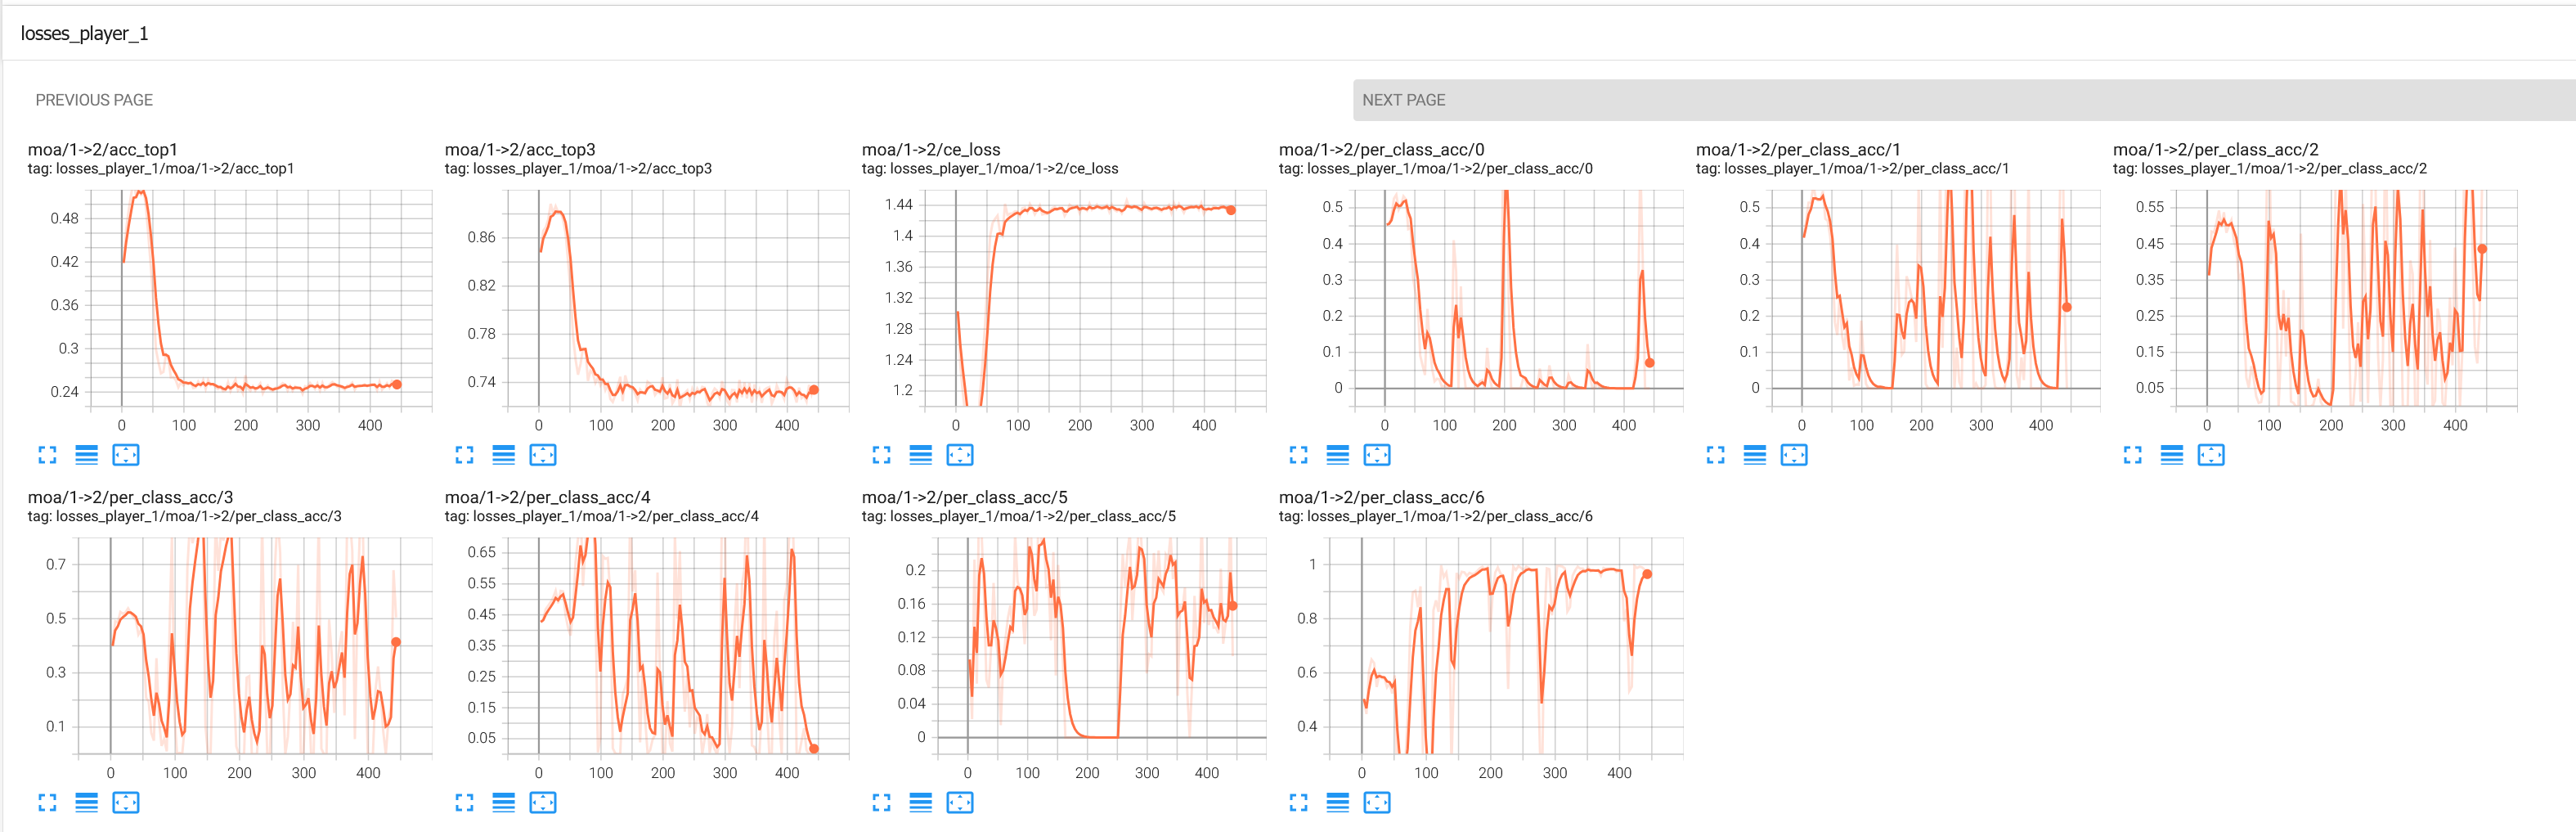 losses_player_1
PREVIOUS PAGE
NEXT PAGE
moa/1->2/acc_top1
tag: losses_player_1/moa/1->2/acc_top1
0.48
0.42
0.36
0.3
0.24
0 100 200 300 400
moa/1->2/acc_top3
tag: losses_player_1/moa/1->2/acc_top3
0.86
0.82
0.78
0.74
0 100 200 300 400
moa/1->2/ce_loss
tag: losses_player_1/moa/1->2/ce_loss
1.44
1.4
1.36
1.32
1.28
1.24
1.2
0 100 200 300 400
moa/1->2/per_class_acc/0
tag: losses_player_1/moa/1->2/per_class_acc/0
0.5
0.4
0.3
0.2
0.1
0
0 100 200 300 400
moa/1->2/per_class_acc/1
tag: losses_player_1/moa/1->2/per_class_acc/1
0.5
0.4
0.3
0.2
0.1
0
0 100 200 300 400
moa/1->2/per_class_acc/2
tag: losses_player_1/moa/1->2/per_class_acc/2
0.55
0.45
0.35
0.25
0.15
0.05
0 100 200 300 400
moa/1->2/per_class_acc/3
tag: losses_player_1/moa/1->2/per_class_acc/3
0.7
0.5
0.3
0.1
0 100 200 300 400
moa/1->2/per_class_acc/4
tag: losses_player_1/moa/1->2/per_class_acc/4
0.65
0.55
0.45
0.35
0.25
0.15
0.05
0 100 200 300 400
moa/1->2/per_class_acc/5
tag: losses_player_1/moa/1->2/per_class_acc/5
0.2
0.16
0.12
0.08
0.04
0
0 100 200 300 400
moa/1->2/per_class_acc/6
tag: losses_player_1/moa/1->2/per_class_acc/6
1
0.8
0.6
0.4
0 100 200 300 400